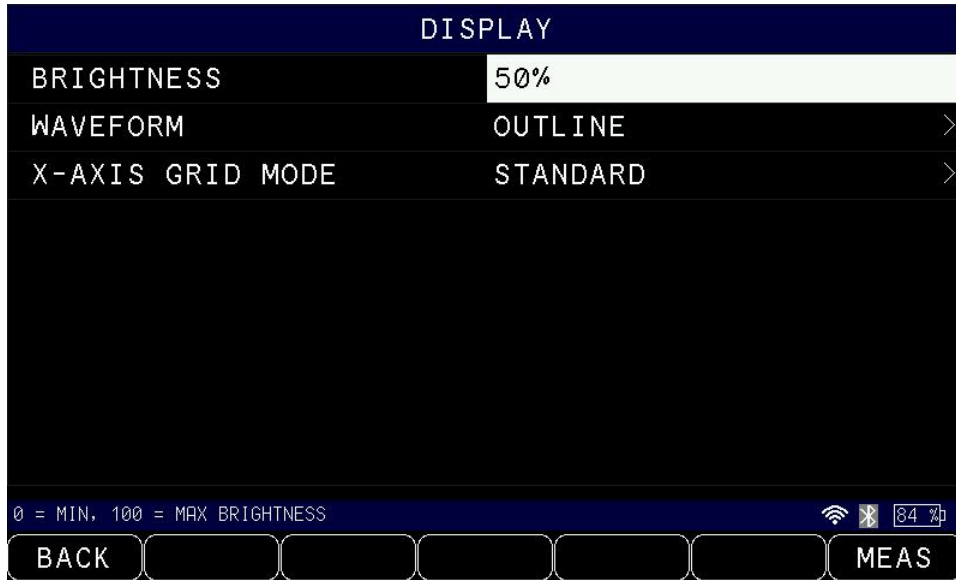 DISPLAY
BRIGHTNESS 50%
WAVEFORM OUTLINE >
X-AXIS GRID MODE STANDARD >
0 = MIN, 100 = MAX BRIGHTNESS 84 %
BACK MEAS